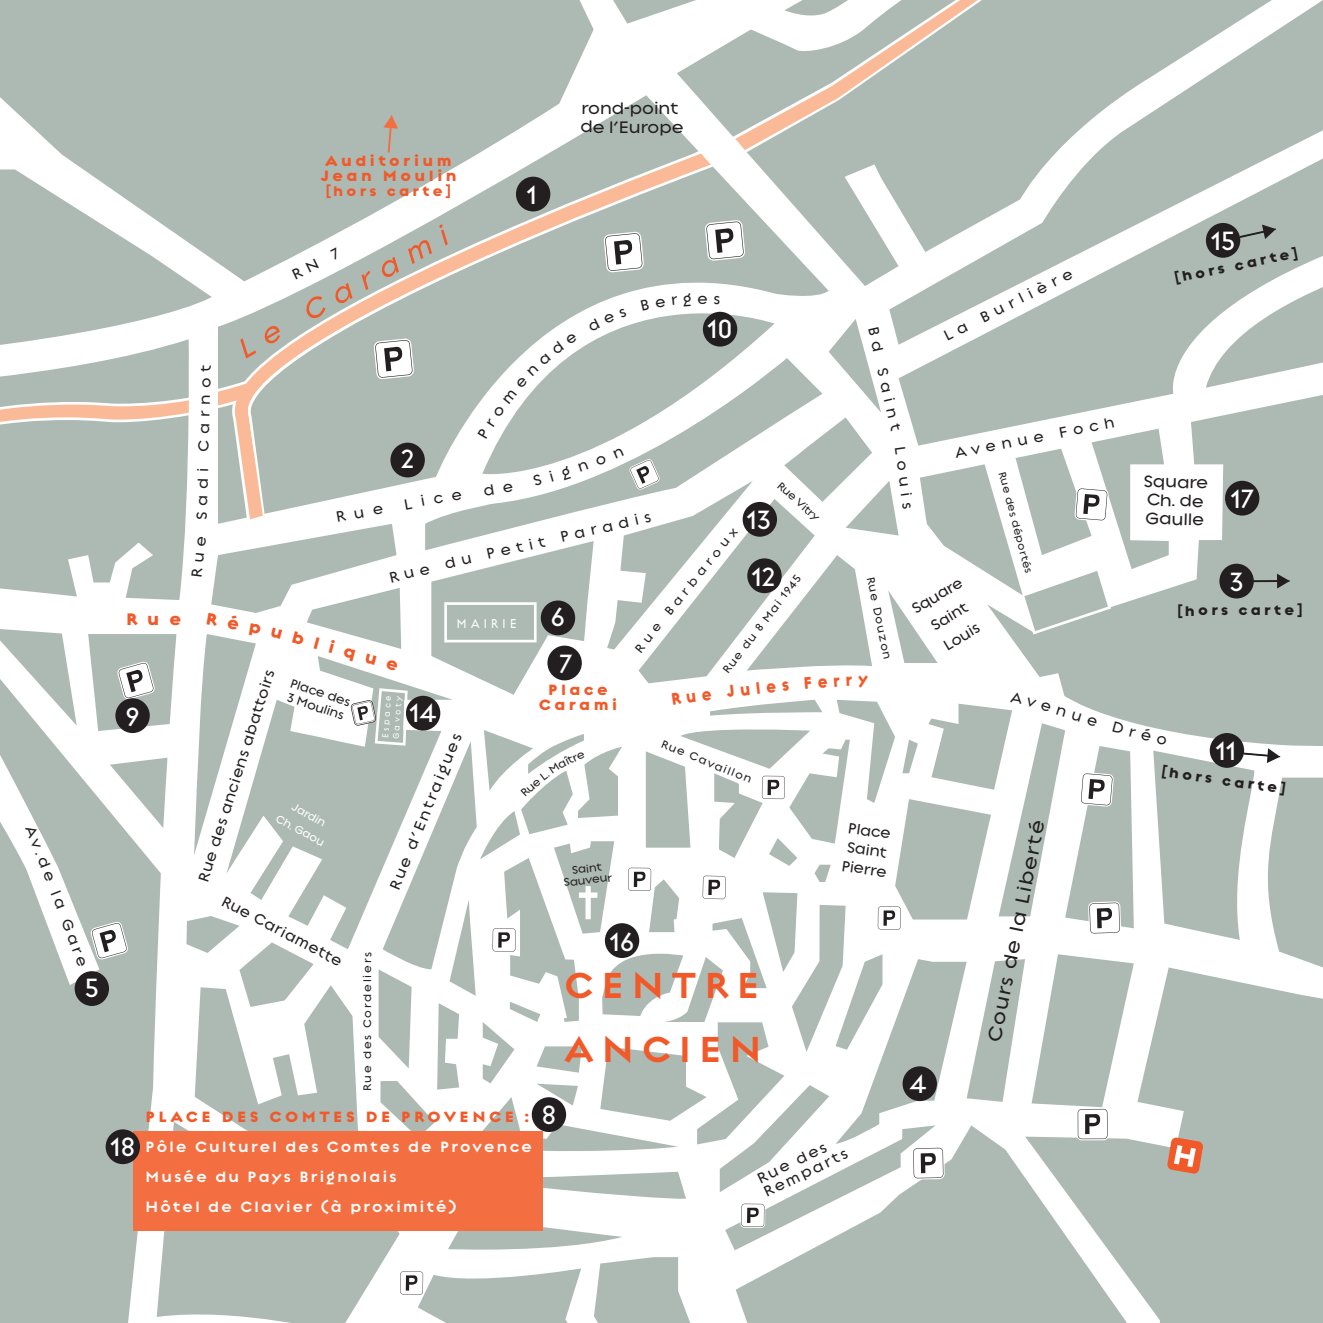 rond-point
de l'Europe
Auditorium
Jean Moulin
[hors carte]
1
RN 7
Le Carami
P
P
15
[hors carte]
La Burlière
Promenade des Berges
10
P
Bd Saint Louis
Rue Sadi Carnot
Avenue Foch
2
Rue Lice de Signon
P
Rue Vitry
Rue des déportés
P
Square
Ch. de
Gaulle
17
13
Rue du Petit Paradis
Rue Barbaroux
12
Rue du 8 Mai 1945
Rue Douzon
Square
Saint
Louis
3
[hors carte]
Rue République
MAIRIE
6
7
Place
Carami
Rue Jules Ferry
P
9
Place des
3 Moulins
P
Espace
Gavoty
14
Avenue Dréo
11
[hors carte]
Rue des anciens abattoirs
Rue d'Entraigues
Rue L. Maître
Rue Cavaillon
P
P
Jardin
Ch. Gaou
Av. de la Gare
Place
Saint
Pierre
Cours de la Liberté
Saint
Sauveur
P
P
Rue Cariamette
P
P
P
P
16
5
Rue des Cordeliers
CENTRE
ANCIEN
4
PLACE DES COMTES DE PROVENCE :
8
18
Pôle Culturel des Comtes de Provence
Musée du Pays Brignolais
Hôtel de Clavier (à proximité)
P
H
Rue des
Remparts
P
P
P